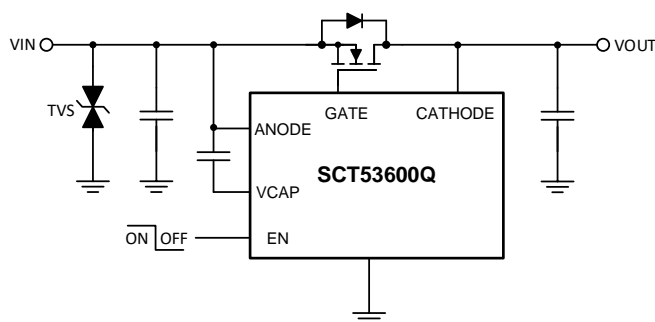 VIN
VOUT
TVS
GATE
CATHODE
ANODE
SCT53600Q
VCAP
ON OFF
EN